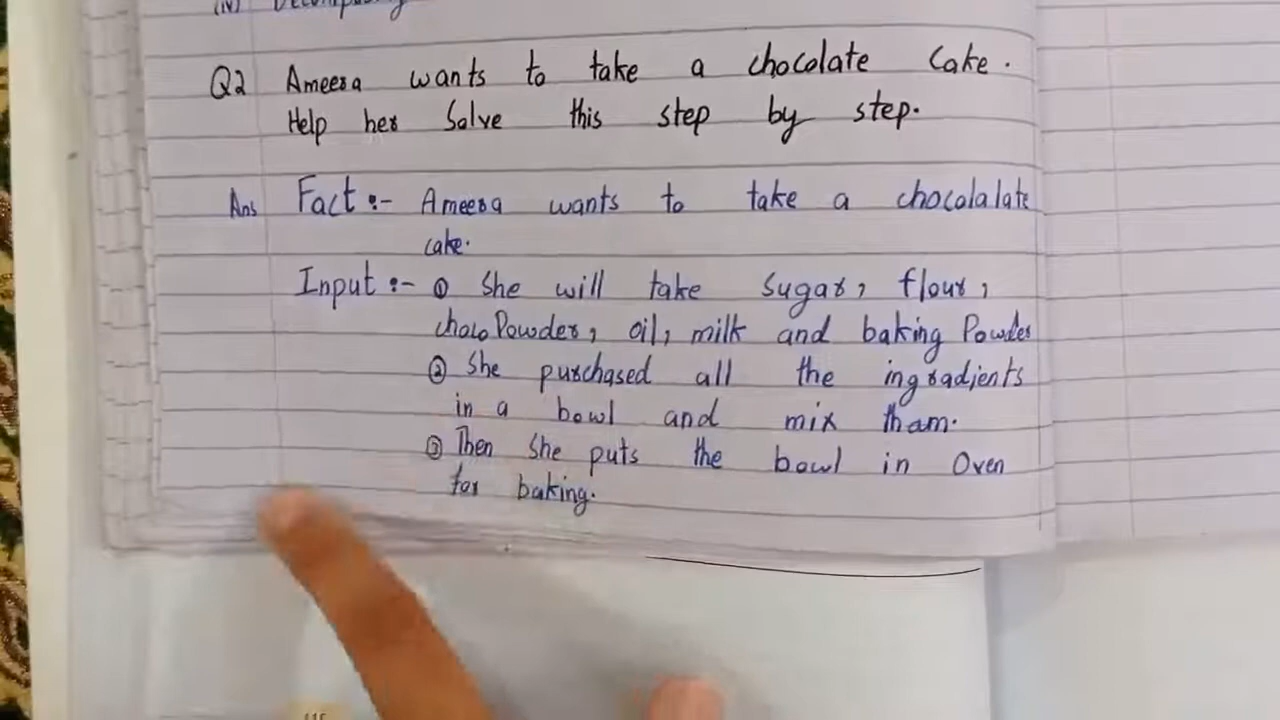 (iv)
Q2 Ameera wants to take a chocolate cake.
Help her Solve this step by step.
Ans Fact :- Ameera wants to take a chocolalate
cake.
Input :- ① She will take Sugar, flour,
choco Powder, oil, milk and baking Powder
② She purchased all the ingradients
in a bowl and mix tham.
③ Then She puts the bowl in Oven
for baking.